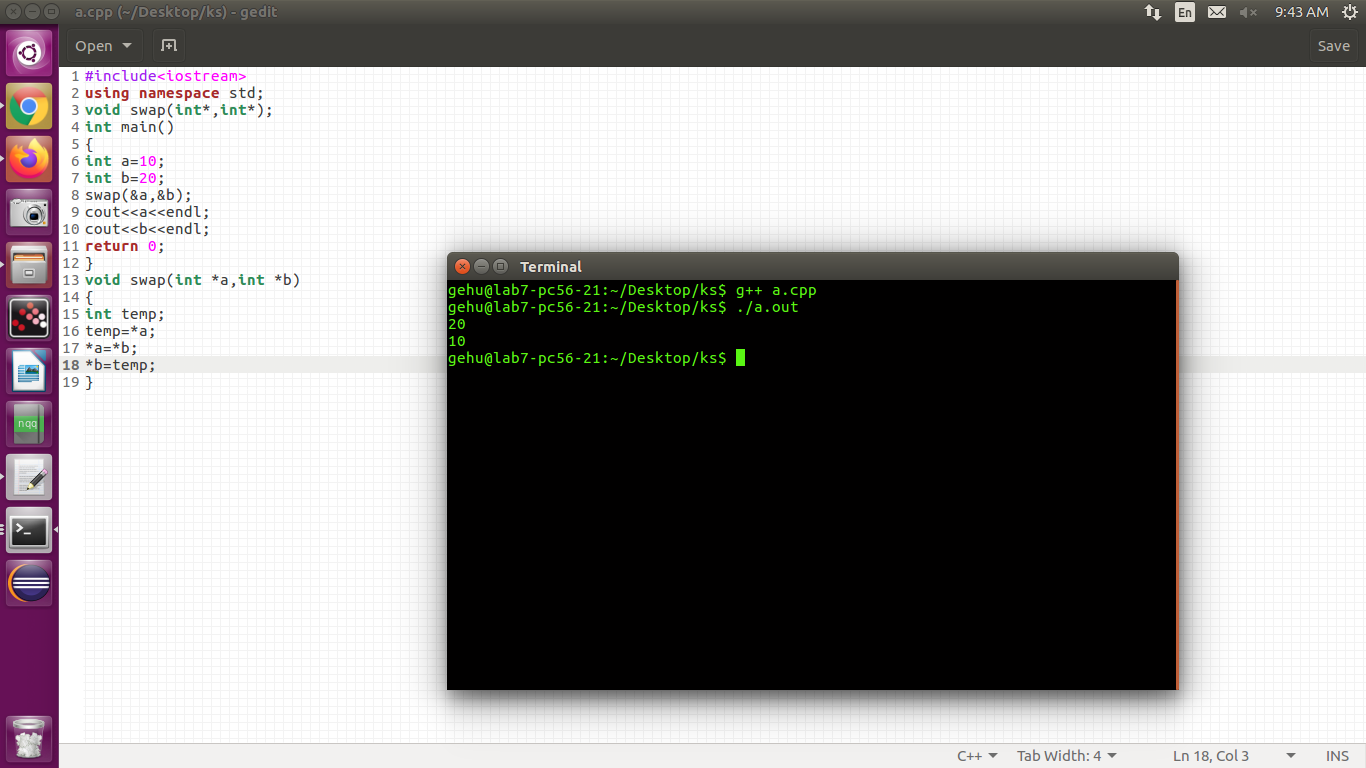 a.cpp (~/Desktop/ks) - gedit
En
9:43 AM
Open
Save
1 #include<iostream>
2 using namespace std;
3 void swap(int*,int*);
4 int main()
5 {
6 int a=10;
7 int b=20;
8 swap(&a,&b);
9 cout<<a<<endl;
10 cout<<b<<endl;
11 return 0;
12 }
13 void swap(int *a,int *b)
14 {
15 int temp;
16 temp=*a;
17 *a=*b;
18 *b=temp;
19 }
Terminal
gehu@lab7-pc56-21:~/Desktop/ks$ g++ a.cpp
gehu@lab7-pc56-21:~/Desktop/ks$ ./a.out
20
10
gehu@lab7-pc56-21:~/Desktop/ks$
nqq
>_
C++ Tab Width: 4 Ln 18, Col 3 INS